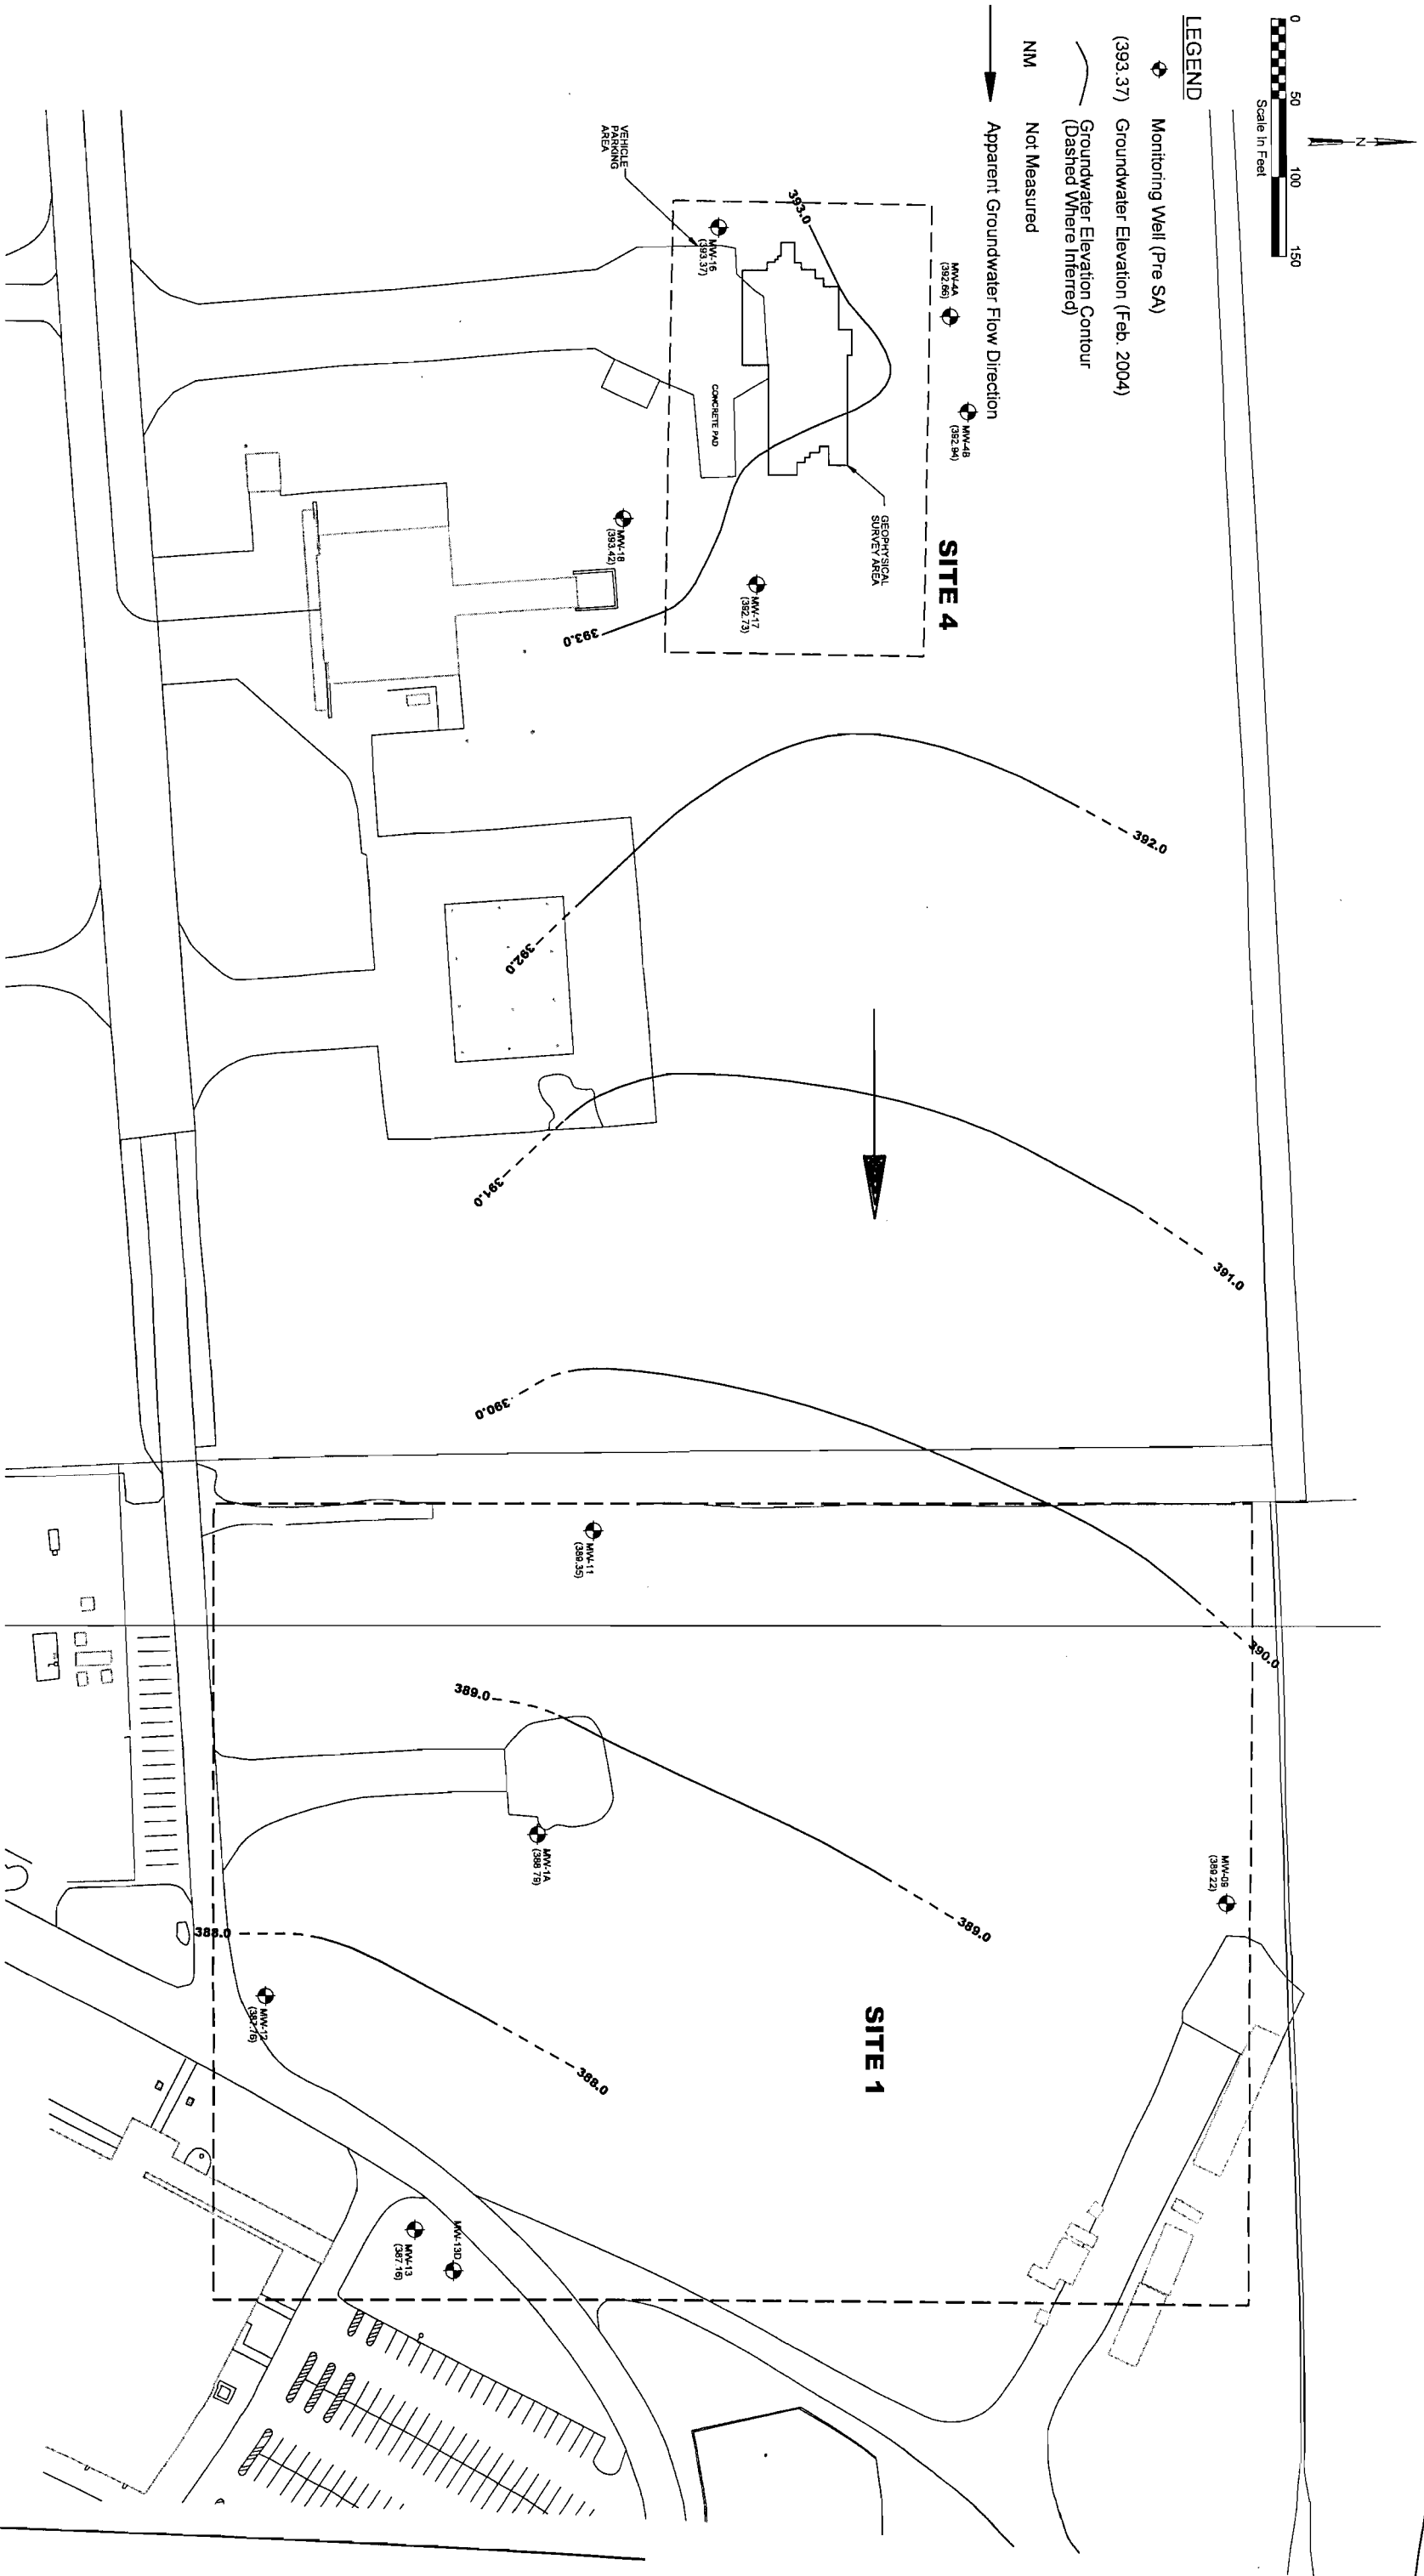 N
0 50 100 150
Scale In Feet
LEGEND
Monitoring Well (Pre SA)
(393.37) Groundwater Elevation (Feb. 2004)
Groundwater Elevation Contour
(Dashed Where Inferred)
NM Not Measured
Apparent Groundwater Flow Direction
MW-4A
(392.86)
MW-4B
(392.94)
SITE 4
393.0
VEHICLE
PARKING
AREA
MW-16
(393.37)
CONCRETE PAD
GEOPHYSICAL
SURVEY AREA
MW-18
(393.42)
MW-17
(392.73)
393.0
392.0
392.0
391.0
391.0
390.0
390.0
MW-11
(389.35)
389.0
389.0
MW-1A
(388.79)
MW-09
(389.22)
388.0
388.0
MW-12
(387.76)
SITE 1
MW-13D
MW-13
(387.16)